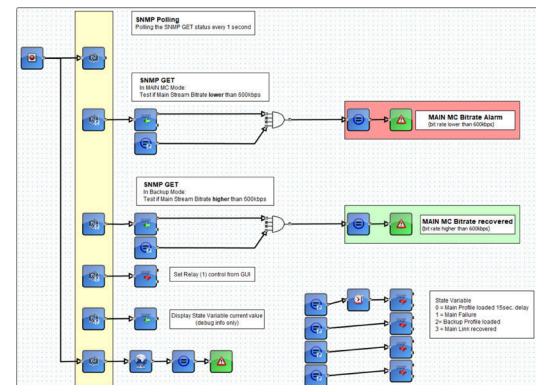 SNMP Polling
Polling the SNMP GET status every 1 second
SNMP GET
In MAIN MC Mode:
Test if Main Stream Bitrate lower than 600kbps
MAIN MC Bitrate Alarm
(bit rate lower than 600kbps)
SNMP GET
In Backup Mode:
Test if Main Stream Bitrate higher than 600kbps
MAIN MC Bitrate recovered
(bit rate higher than 600kbps)
Set Relay (1) control from GUI
Display State Variable current value
(debug info only)
State Variable
0 = Main Profile loaded 15sec. delay
1 = Main Failure
2= Backup Profile loaded
3 = Main Linn recovered